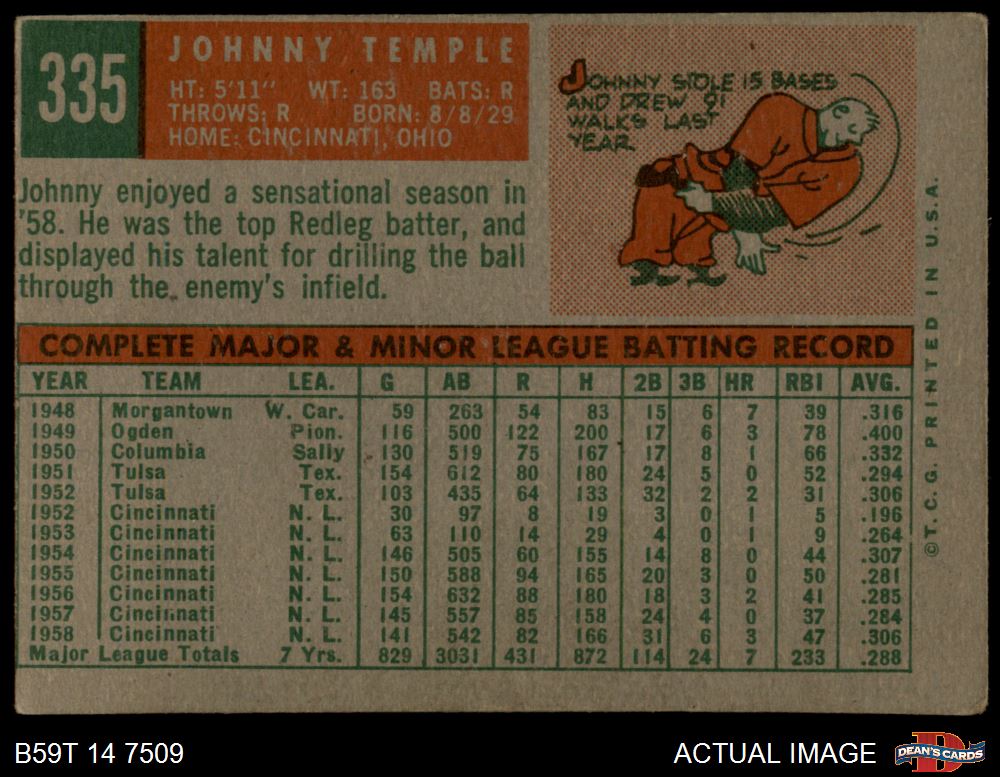 335
JOHNNY TEMPLE
HT: 5'11" WT: 163 BATS: R
THROWS: R BORN: 8/8/29
HOME: CINCINNATI, OHIO
JOHNNY STOLE 15 BASES
AND DREW 91
WALKS LAST
YEAR
Johnny enjoyed a sensational season in
'58. He was the top Redleg batter, and
displayed his talent for drilling the ball
through the enemy's infield.
COMPLETE MAJOR & MINOR LEAGUE BATTING RECORD
YEAR TEAM LEA. G AB R H 2B 3B HR RBI AVG.
1948 Morgantown W. Car. 59 263 54 83 15 6 7 39 .316
1949 Ogden Pion. 116 500 122 200 17 6 3 78 .400
1950 Columbia Sally 130 519 75 167 17 8 1 66 .332
1951 Tulsa Tex. 154 612 80 180 24 5 0 52 .294
1952 Tulsa Tex. 103 435 64 133 32 2 2 31 .306
1952 Cincinnati N. L. 30 97 8 19 3 0 1 5 .196
1953 Cincinnati N. L. 63 110 14 29 4 0 1 9 .264
1954 Cincinnati N. L. 146 505 60 155 14 8 0 44 .307
1955 Cincinnati N. L. 150 588 94 165 20 3 0 50 .281
1956 Cincinnati N. L. 154 632 88 180 18 3 2 41 .285
1957 Cincinnati N. L. 145 557 85 158 24 4 0 37 .284
1958 Cincinnati N. L. 141 542 82 166 31 6 3 47 .306
Major League Totals 7 Yrs. 829 3031 431 872 114 24 7 233 .288
©T.C.G. PRINTED IN U.S.A.
B59T 14 7509
ACTUAL IMAGE
DEAN'S CARDS